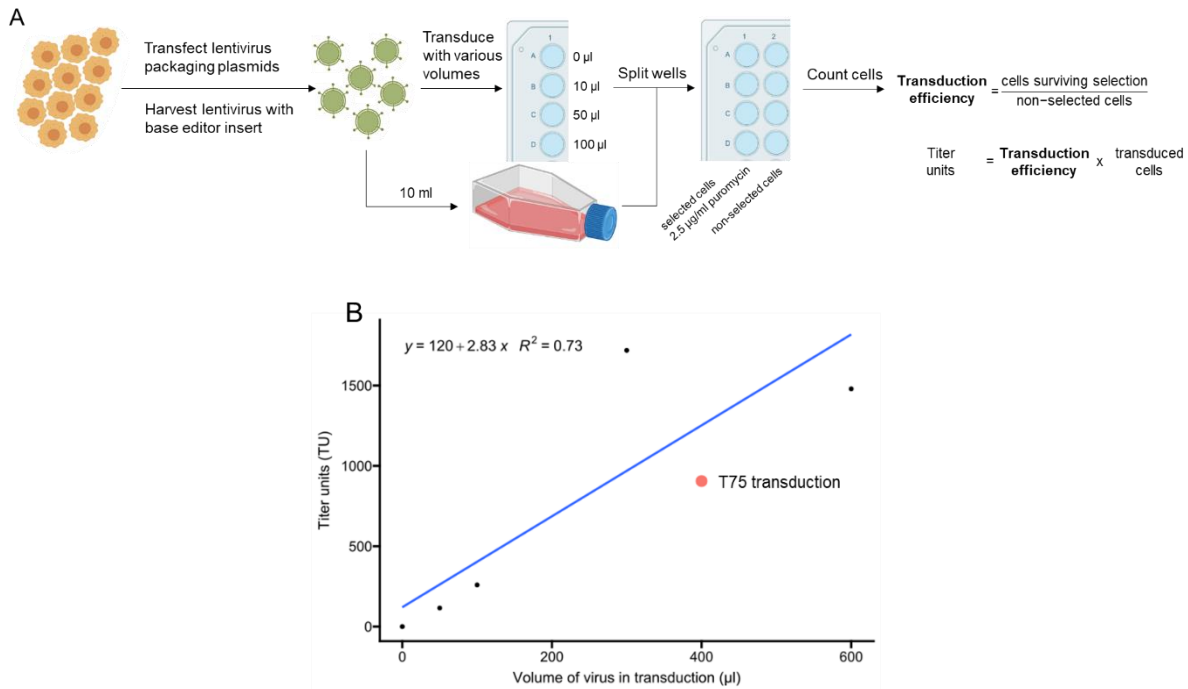 A
Transfect lentivirus
packaging plasmids
Harvest lentivirus with
base editor insert
Transduce
with various
volumes
10 ml
1
A
B
C
D
0 µl
10 µl
50 µl
100 µl
Split wells
1 2
A
B
C
D
selected cells
2.5 µg/ml puromycin
non-selected cells
Count cells
Transduction
efficiency
=
cells surviving selection
non−selected cells
Titer
units
=
Transduction
efficiency
x
transduced
cells
B
y = 120 + 2.83 x R² = 0.73
1500
1000
500
0
Titer units (TU)
T75 transduction
0 200 400 600
Volume of virus in transduction (µl)